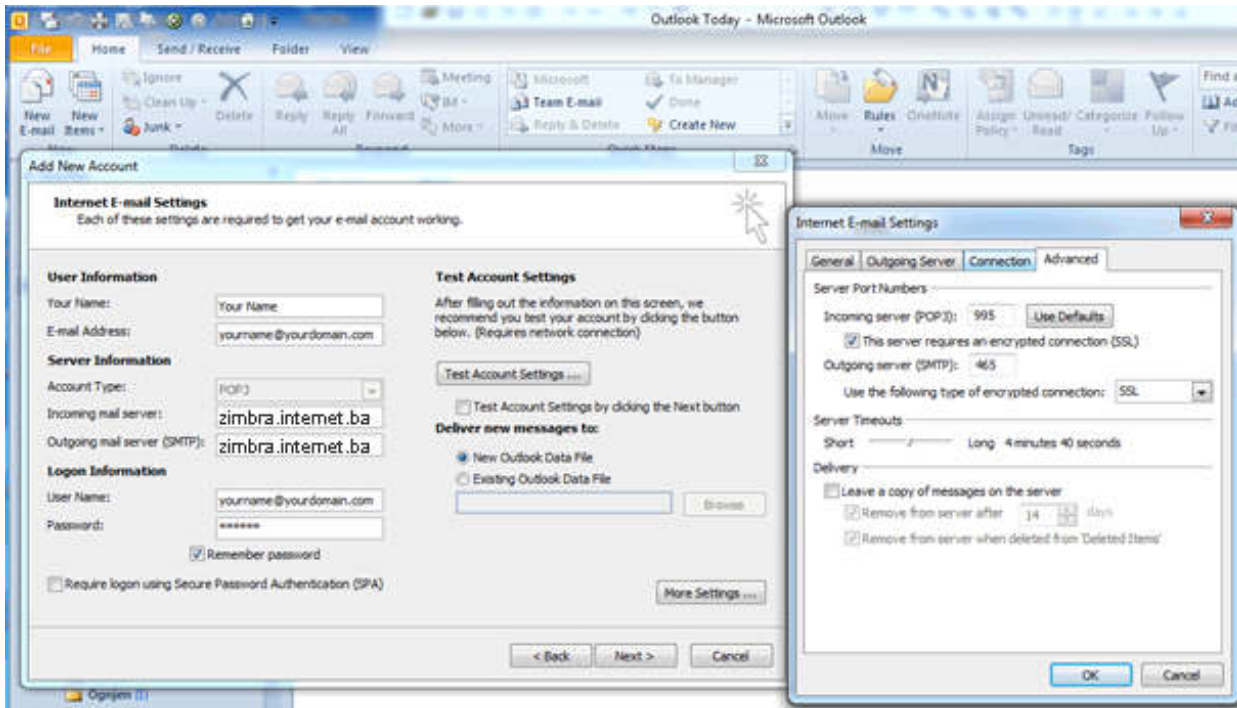 Outlook Today - Microsoft Outlook
File Home Send / Receive Folder View
New E-mail
New Items
Ignore
Clean Up
Junk
Delete
Reply
Reply All
Forward
Meeting
IM
More
Microsoft
Team E-mail
Reply & Delete
To Manager
Done
Create New
Move
Rules
OneNote
Assign Policy
Unread/ Read
Categorize
Follow Up
Find a
Move
Tags
Add New Account
Internet E-mail Settings
Each of these settings are required to get your e-mail account working.
User Information
Your Name: Your Name
E-mail Address: yourname@yourdomain.com
Server Information
Account Type: POP3
Incoming mail server: zimbra.internet.ba
Outgoing mail server (SMTP): zimbra.internet.ba
Logon Information
User Name: yourname@yourdomain.com
Password: ******
Remember password
Require logon using Secure Password Authentication (SPA)
Test Account Settings
After filling out the information on this screen, we
recommend you test your account by clicking the button
below. (Requires network connection)
Test Account Settings ...
Test Account Settings by clicking the Next button
Deliver new messages to:
New Outlook Data File
Existing Outlook Data File
Browse
More Settings ...
< Back Next > Cancel
Ognjen (1)
Internet E-mail Settings
General Outgoing Server Connection Advanced
Server Port Numbers
Incoming server (POP3): 995 Use Defaults
This server requires an encrypted connection (SSL)
Outgoing server (SMTP): 465
Use the following type of encrypted connection: SSL
Server Timeouts
Short Long 4 minutes 40 seconds
Delivery
Leave a copy of messages on the server
Remove from server after 14 days
Remove from server when deleted from 'Deleted Items'
OK Cancel